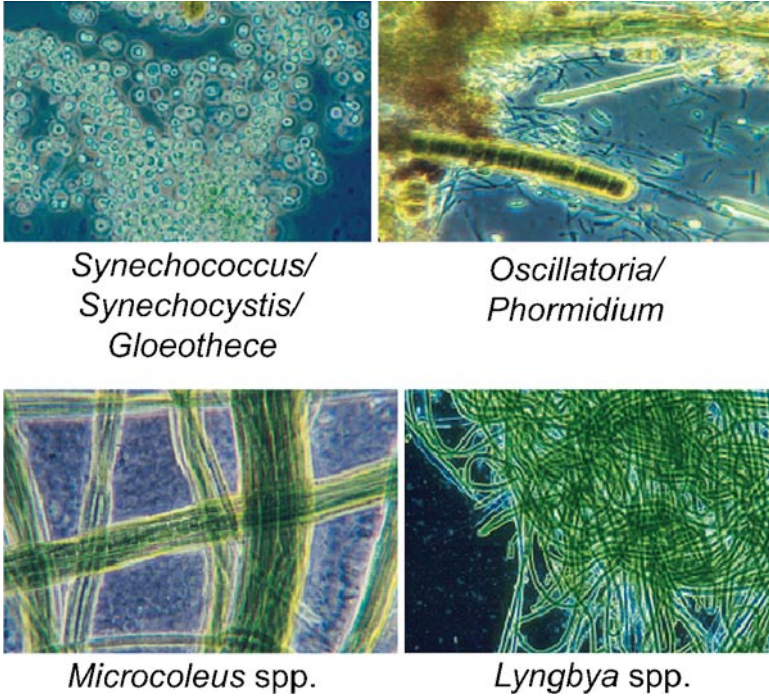 Synechococcus/
Synechocystis/
Gloeothece
Oscillatoria/
Phormidium
Microcoleus spp.
Lyngbya spp.